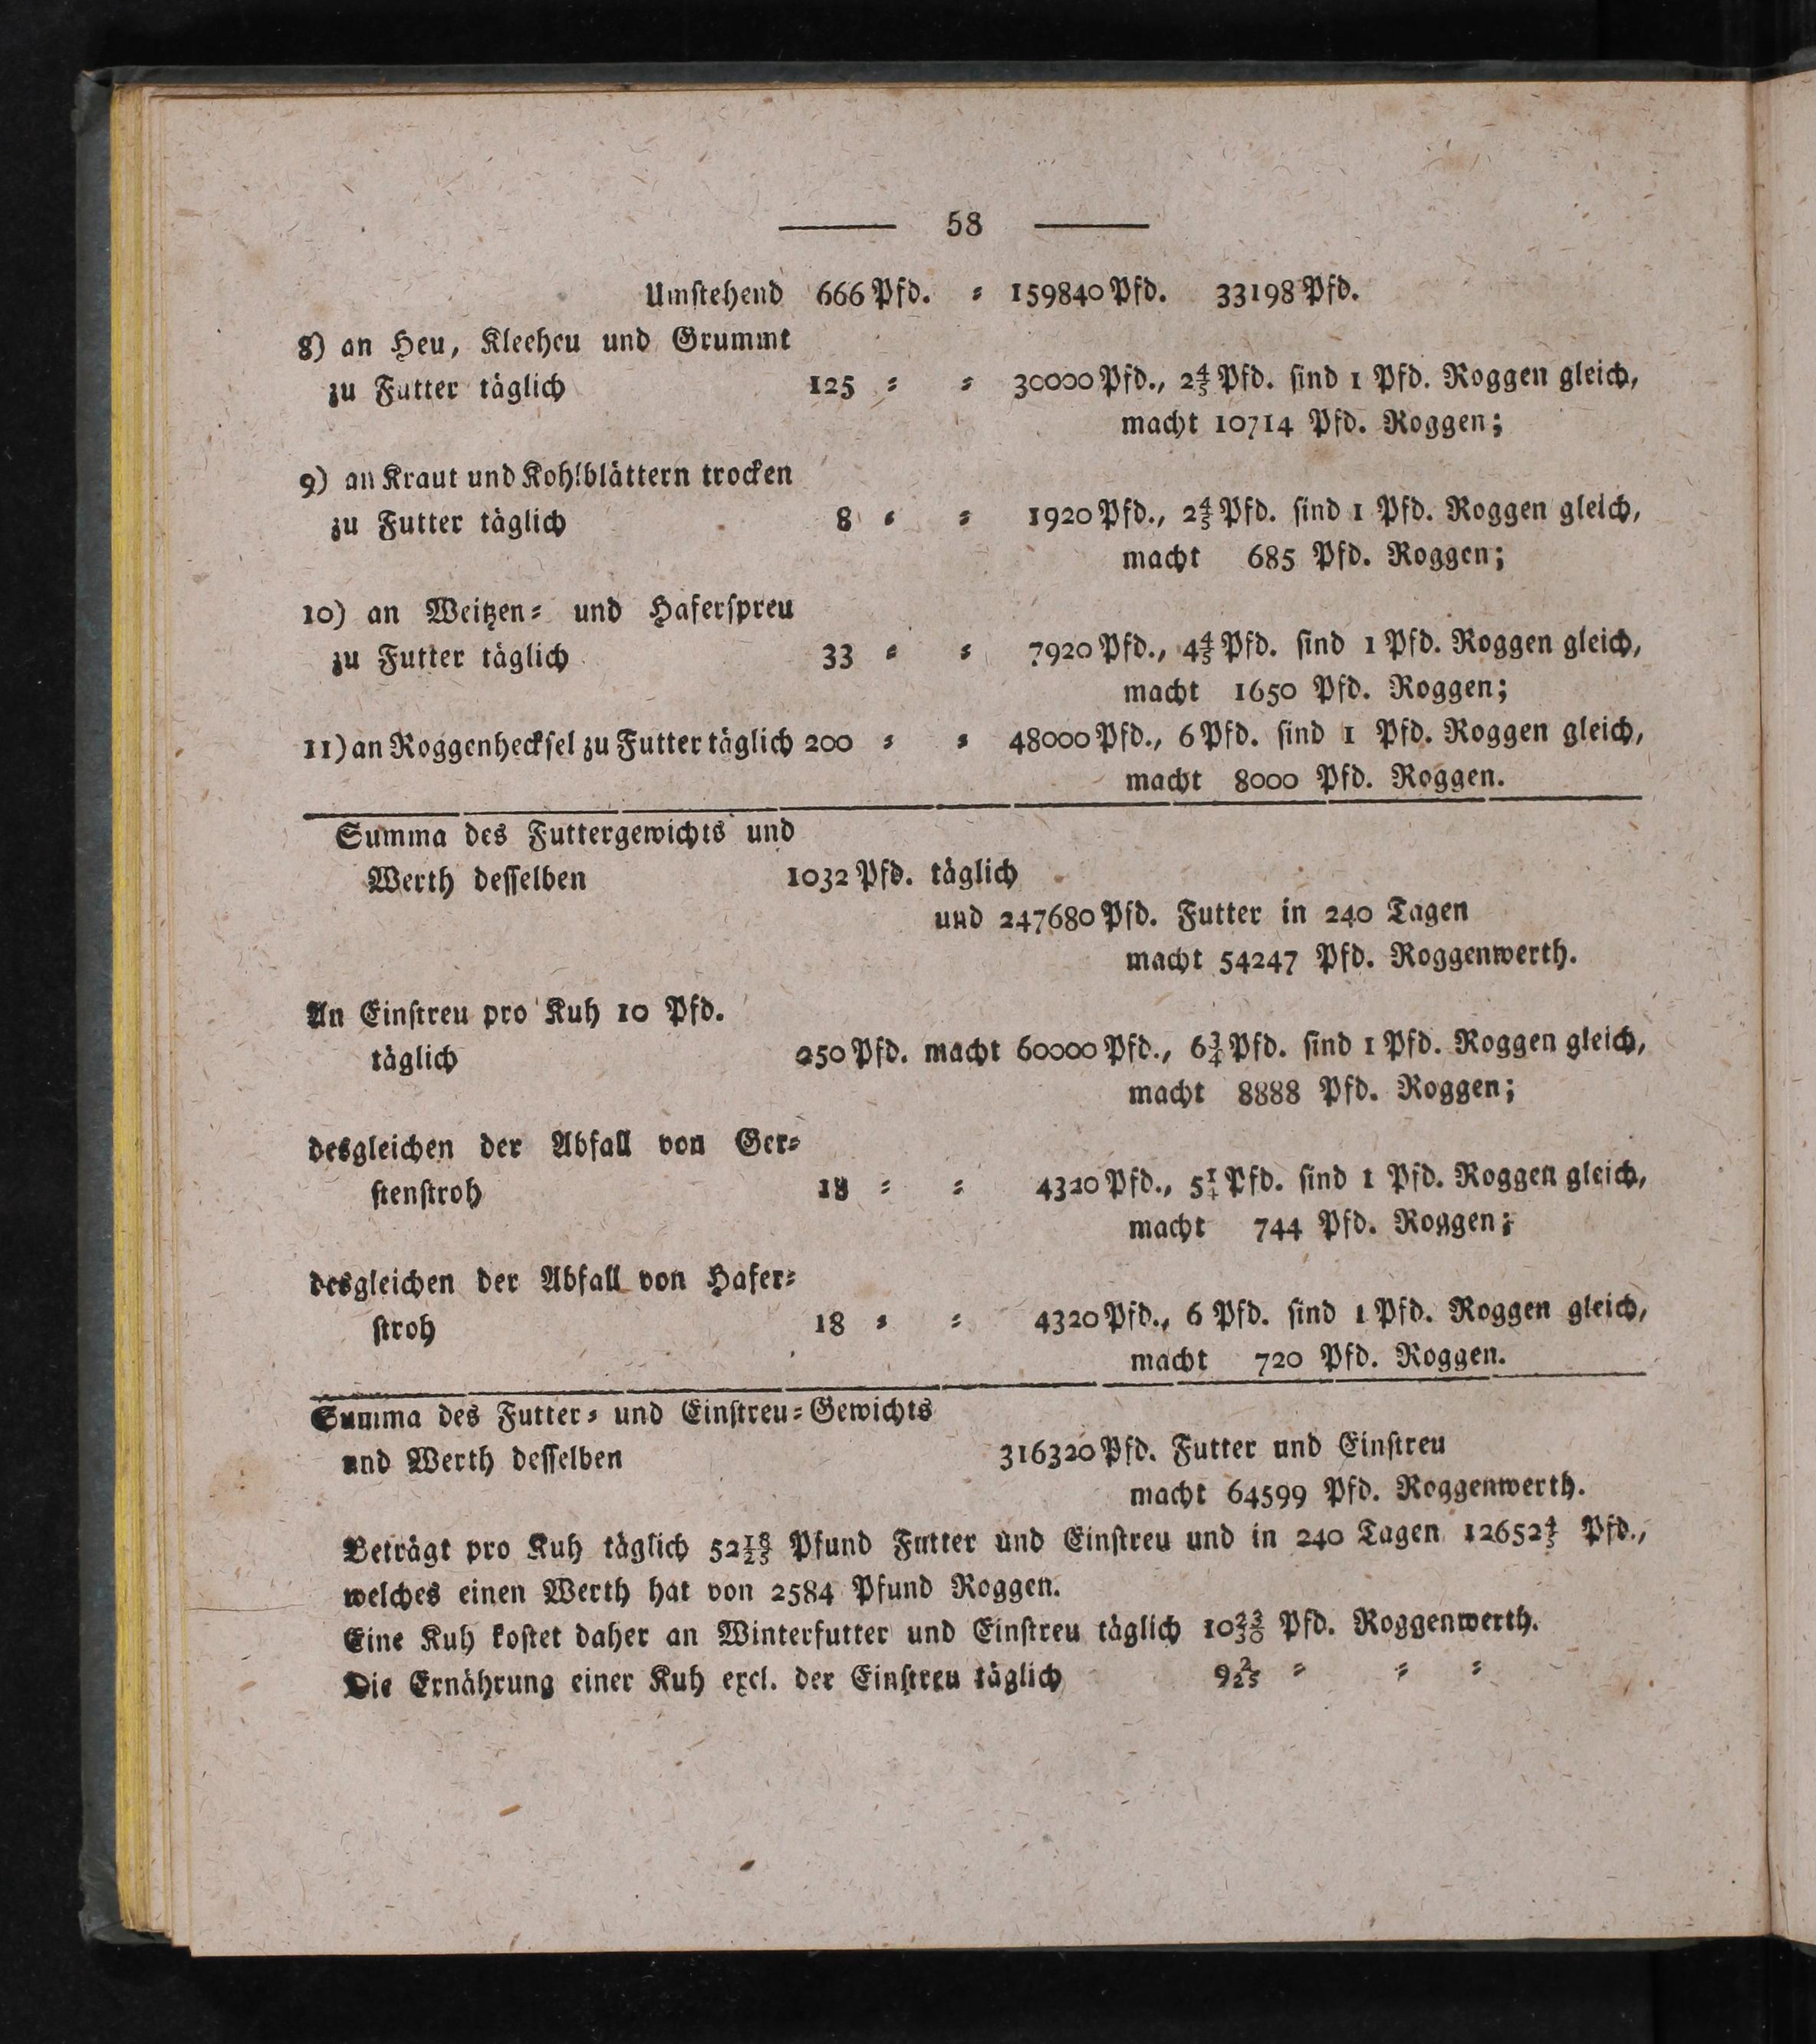 58
Umſtehend 666 Pfd. ⸗ 159840 Pfd. 33198 Pfd.
8) an Heu, Kleeheu und Grummt
zu Futter täglich 125 ⸗ ⸗ 30000 Pfd., 2⅘ Pfd. ſind 1 Pfd. Roggen gleich,
macht 10714 Pfd. Roggen;
9) an Kraut und Kohlblättern trocken
zu Futter täglich 8 ⸗ ⸗ 1920 Pfd., 2⅘ Pfd. ſind 1 Pfd. Roggen gleich,
macht 685 Pfd. Roggen;
10) an Weitzen⸗ und Haferſpreu
zu Futter täglich 33 ⸗ ⸗ 7920 Pfd., 4⅘ Pfd. ſind 1 Pfd. Roggen gleich,
macht 1650 Pfd. Roggen;
11) an Roggenheckſel zu Futter täglich 200 ⸗ ⸗ 48000 Pfd., 6 Pfd. ſind 1 Pfd. Roggen gleich,
macht 8000 Pfd. Roggen.
Summa des Futtergewichts und
Werth deſſelben 1032 Pfd. täglich
und 247680 Pfd. Futter in 240 Tagen
macht 54247 Pfd. Roggenwerth.
An Einſtreu pro Kuh 10 Pfd.
täglich 250 Pfd. macht 60000 Pfd., 6¾ Pfd. ſind 1 Pfd. Roggen gleich,
macht 8888 Pfd. Roggen;
desgleichen der Abfall von Ger⸗
ſtenſtroh 18 ⸗ ⸗ 4320 Pfd., 5¼ Pfd. ſind 1 Pfd. Roggen gleich,
macht 744 Pfd. Roggen;
desgleichen der Abfall von Hafer⸗
ſtroh 18 ⸗ ⸗ 4320 Pfd., 6 Pfd. ſind 1 Pfd. Roggen gleich,
macht 720 Pfd. Roggen.
Summa des Futter⸗ und Einſtreu⸗Gewichts
und Werth deſſelben 316320 Pfd. Futter und Einſtreu
macht 64599 Pfd. Roggenwerth.
Beträgt pro Kuh täglich 52 18/25 Pfund Futter und Einſtreu und in 240 Tagen 12652⅘ Pfd.,
welches einen Werth hat von 2584 Pfund Roggen.
Eine Kuh koſtet daher an Winterfutter und Einſtreu täglich 10 23/30 Pfd. Roggenwerth.
Die Ernährung einer Kuh excl. der Einſtreu täglich 9 2/25 ⸗ ⸗ ⸗